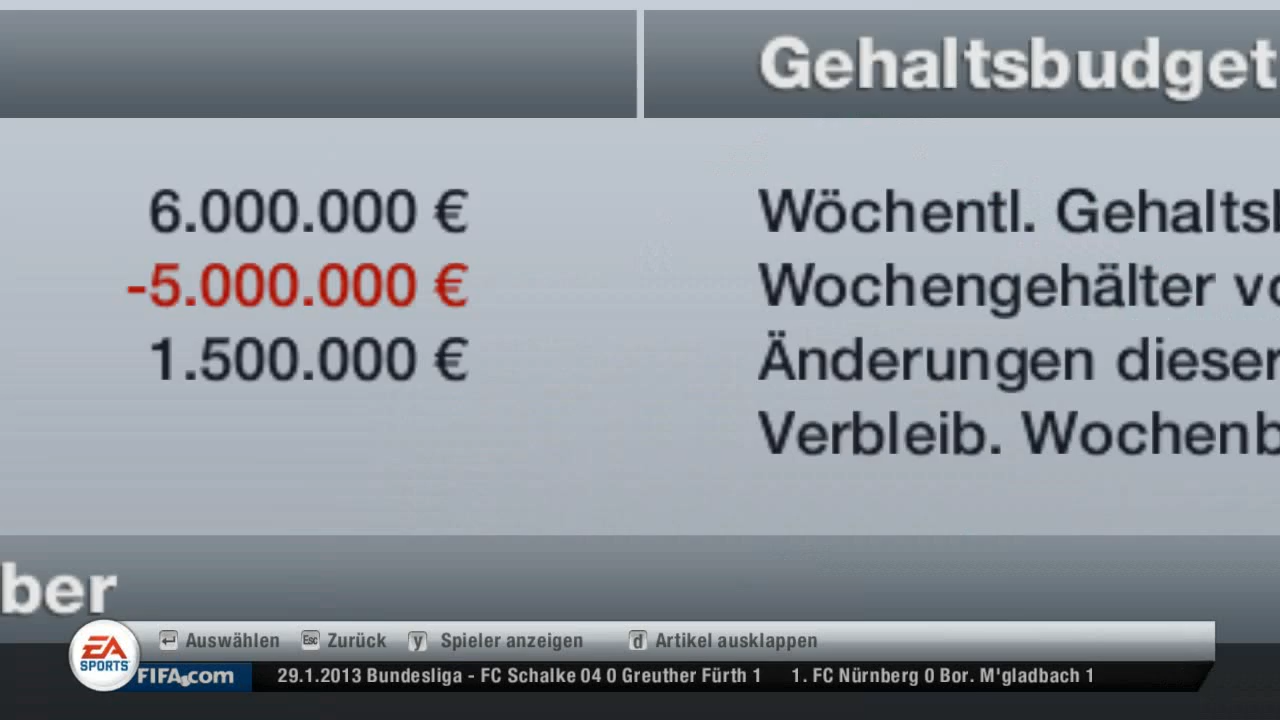 Gehaltsbudget
6.000.000 € Wöchentl. Gehaltsb
-5.000.000 € Wochengehälter vo
1.500.000 € Änderungen dieser
Verbleib. Wochenb
ber
Auswählen Esc Zurück y Spieler anzeigen d Artikel ausklappen
EA SPORTS
FIFA.com 29.1.2013 Bundesliga - FC Schalke 04 0 Greuther Fürth 1 1. FC Nürnberg 0 Bor. M'gladbach 1